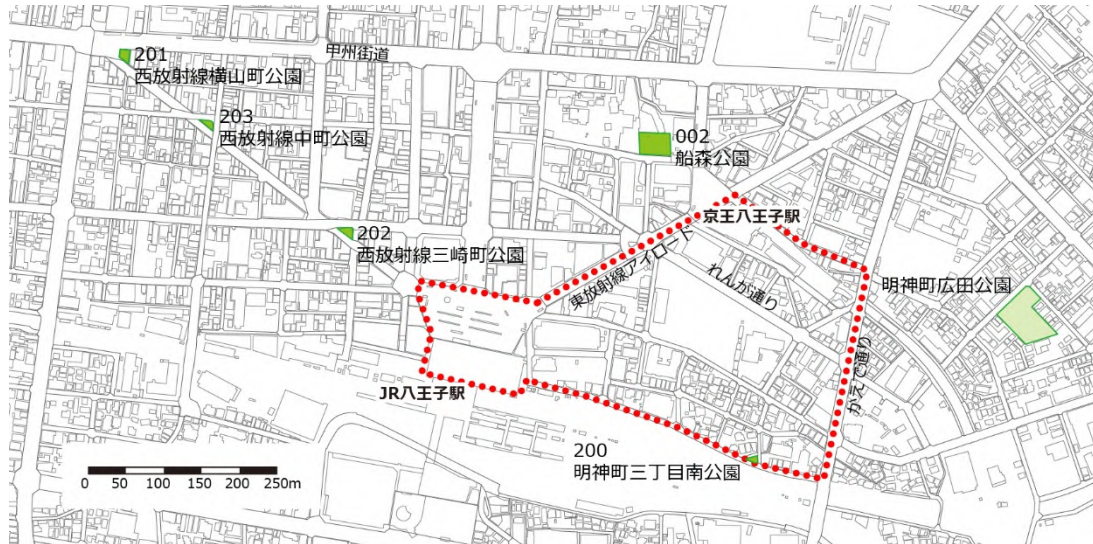 甲州街道
201
西放射線横山町公園
203
西放射線中町公園
002
船森公園
京王八王子駅
202
西放射線三崎町公園
東放射線アイロード
れんが通り
明神町広田公園
かえで通り
JR八王子駅
200
明神町三丁目南公園
0 50 100 150 200 250m